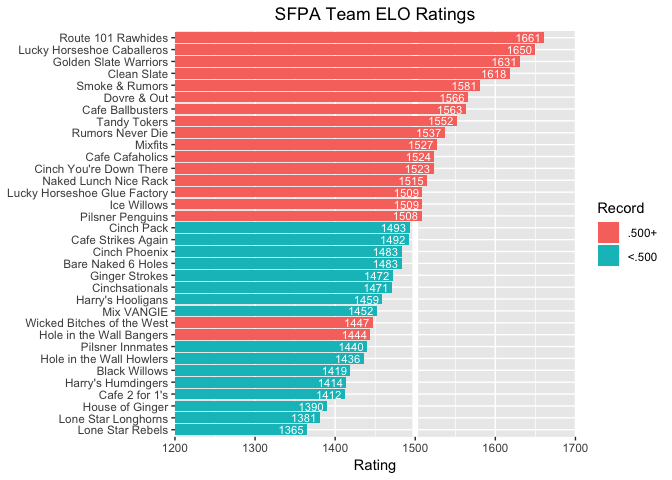 SFPA Team ELO Ratings
Route 101 Rawhides 1661
Lucky Horseshoe Caballeros 1650
Golden Slate Warriors 1631
Clean Slate 1618
Smoke & Rumors 1581
Dovre & Out 1566
Cafe Ballbusters 1563
Tandy Tokers 1552
Rumors Never Die 1537
Mixfits 1527
Cafe Cafaholics 1524
Cinch You're Down There 1523
Naked Lunch Nice Rack 1515
Lucky Horseshoe Glue Factory 1509
Ice Willows 1509
Pilsner Penguins 1508
Cinch Pack 1493
Cafe Strikes Again 1492
Cinch Phoenix 1483
Bare Naked 6 Holes 1483
Ginger Strokes 1472
Cinchsationals 1471
Harry's Hooligans 1459
Mix VANGIE 1452
Wicked Bitches of the West 1447
Hole in the Wall Bangers 1444
Pilsner Innmates 1440
Hole in the Wall Howlers 1436
Black Willows 1419
Harry's Humdingers 1414
Cafe 2 for 1's 1412
House of Ginger 1390
Lone Star Longhorns 1381
Lone Star Rebels 1365
1200 1300 1400 1500 1600 1700
Rating
Record
.500+
<.500